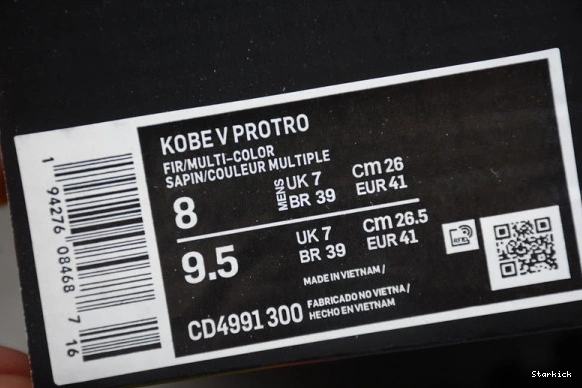 KOBE V PROTRO
FIR/MULTI-COLOR
SAPIN/COULEUR MULTIPLE
8 MENS UK 7 CM 26
BR 39 EUR 41
9.5 UK 7 CM 26.5
BR 39 EUR 41
MADE IN VIETNAM /
CD4991 300 FABRICADO NO VIETNA /
HECHO EN VIETNAM
1 94276 08468 7 16
Starkick